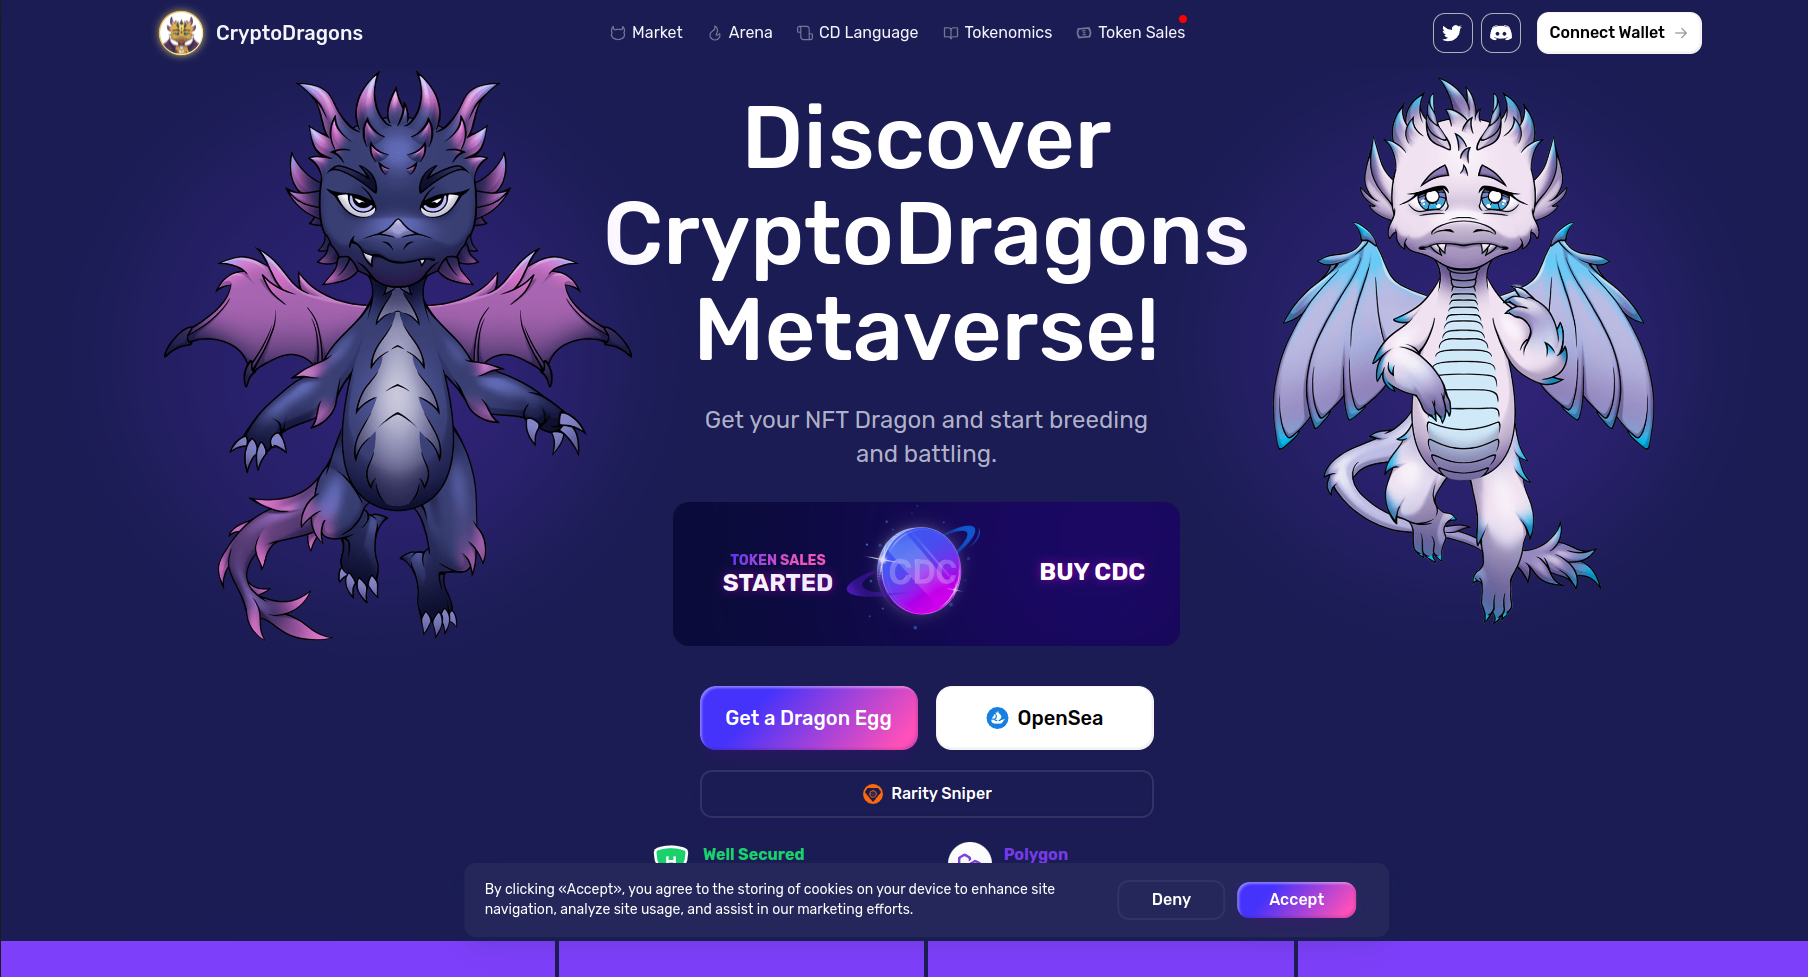 CryptoDragons
Market
Arena
CD Language
Tokenomics
Token Sales
Connect Wallet
Discover
CryptoDragons
Metaverse!
Get your NFT Dragon and start breeding
and battling.
TOKEN SALES
STARTED
CDC
BUY CDC
Get a Dragon Egg
OpenSea
Rarity Sniper
Well Secured
Polygon
By clicking «Accept», you agree to the storing of cookies on your device to enhance site
navigation, analyze site usage, and assist in our marketing efforts.
Deny
Accept